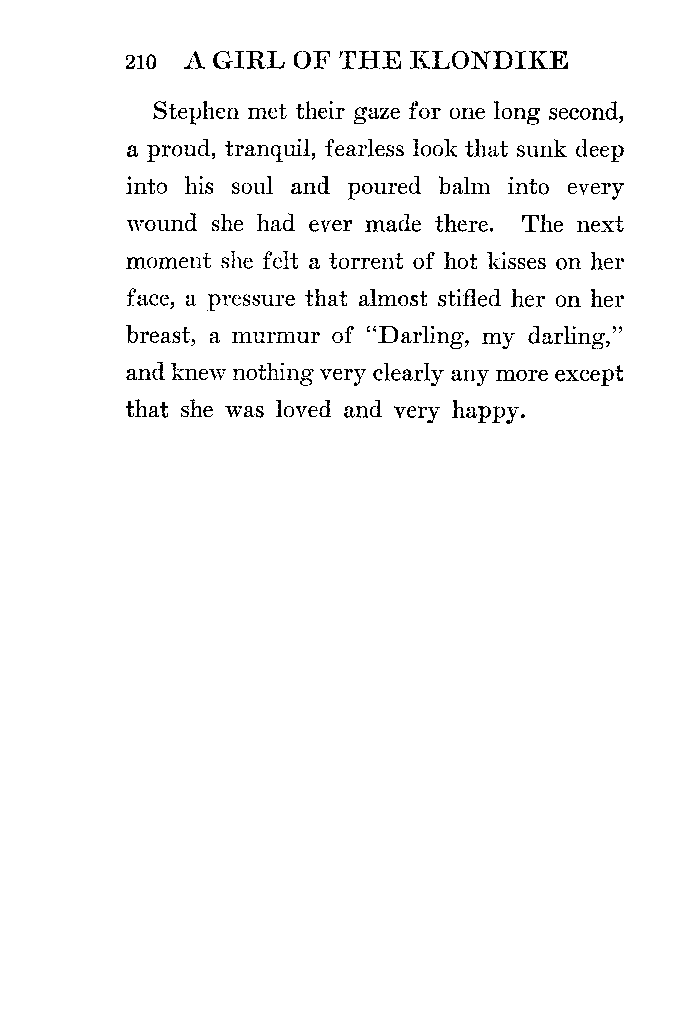 210 A GIRL OF THE KLONDIKE
Stephen met their gaze for one long second,
a proud, tranquil, fearless look that sunk deep
into his soul and poured balm into every
wound she had ever made there. The next
moment she felt a torrent of hot kisses on her
face, a pressure that almost stifled her on her
breast, a murmur of “Darling, my darling,”
and knew nothing very clearly any more except
that she was loved and very happy.